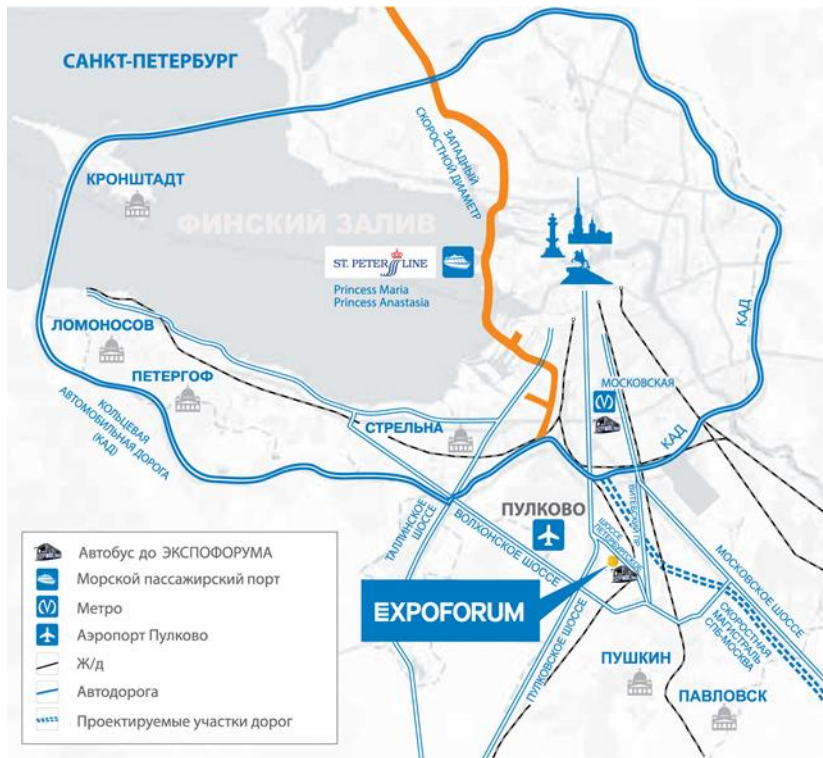 САНКТ-ПЕТЕРБУРГ
КРОНШТАДТ
ФИНСКИЙ ЗАЛИВ
ЗАПАДНЫЙ
СКОРОСТНОЙ ДИАМЕТР
ST. PETER LINE
Princess Maria
Princess Anastasia
КАД
ЛОМОНОСОВ
ПЕТЕРГОФ
КОЛЬЦЕВАЯ
АВТОМОБИЛЬНАЯ ДОРОГА
(КАД)
СТРЕЛЬНА
МОСКОВСКАЯ
КАД
ТАЛЛИНСКОЕ
ШОССЕ
ВОЛХОНСКОЕ ШОССЕ
ПУЛКОВО
ПЕТЕРБУРГСКОЕ
ШОССЕ
ВИТЕБСКИЙ ПР.
МОСКОВСКОЕ ШОССЕ
СКОРОСТНАЯ
МАГИСТРАЛЬ
СПБ-МОСКВА
EXPOFORUM
ПУЛКОВСКОЕ ШОССЕ
ПУШКИН
ПАВЛОВСК
Автобус до ЭКСПОФОРУМА
Морской пассажирский порт
Метро
Аэропорт Пулково
Ж/д
Автодорога
Проектируемые участки дорог